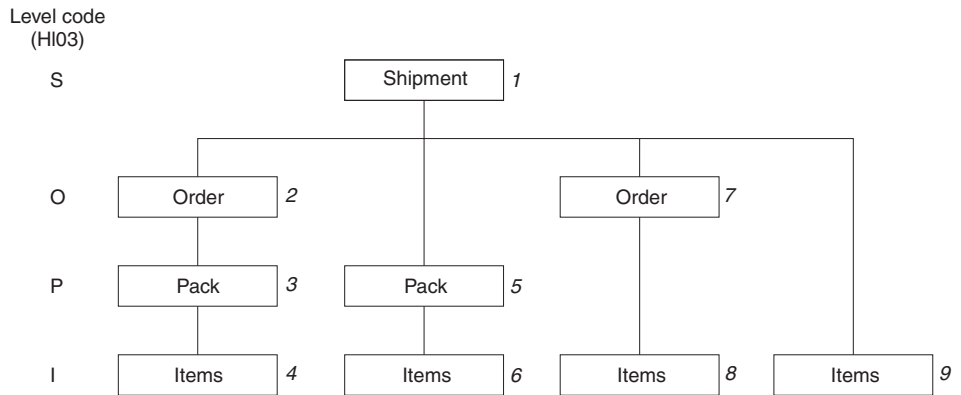 Level code
(HI03)
S Shipment 1
O Order 2 Order 7
P Pack 3 Pack 5
I Items 4 Items 6 Items 8 Items 9